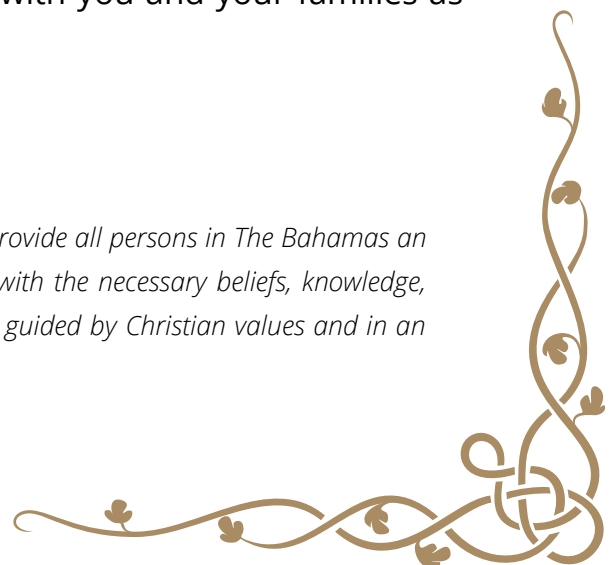 with you and your families as
rovide all persons in The Bahamas an
with the necessary beliefs, knowledge,
guided by Christian values and in an